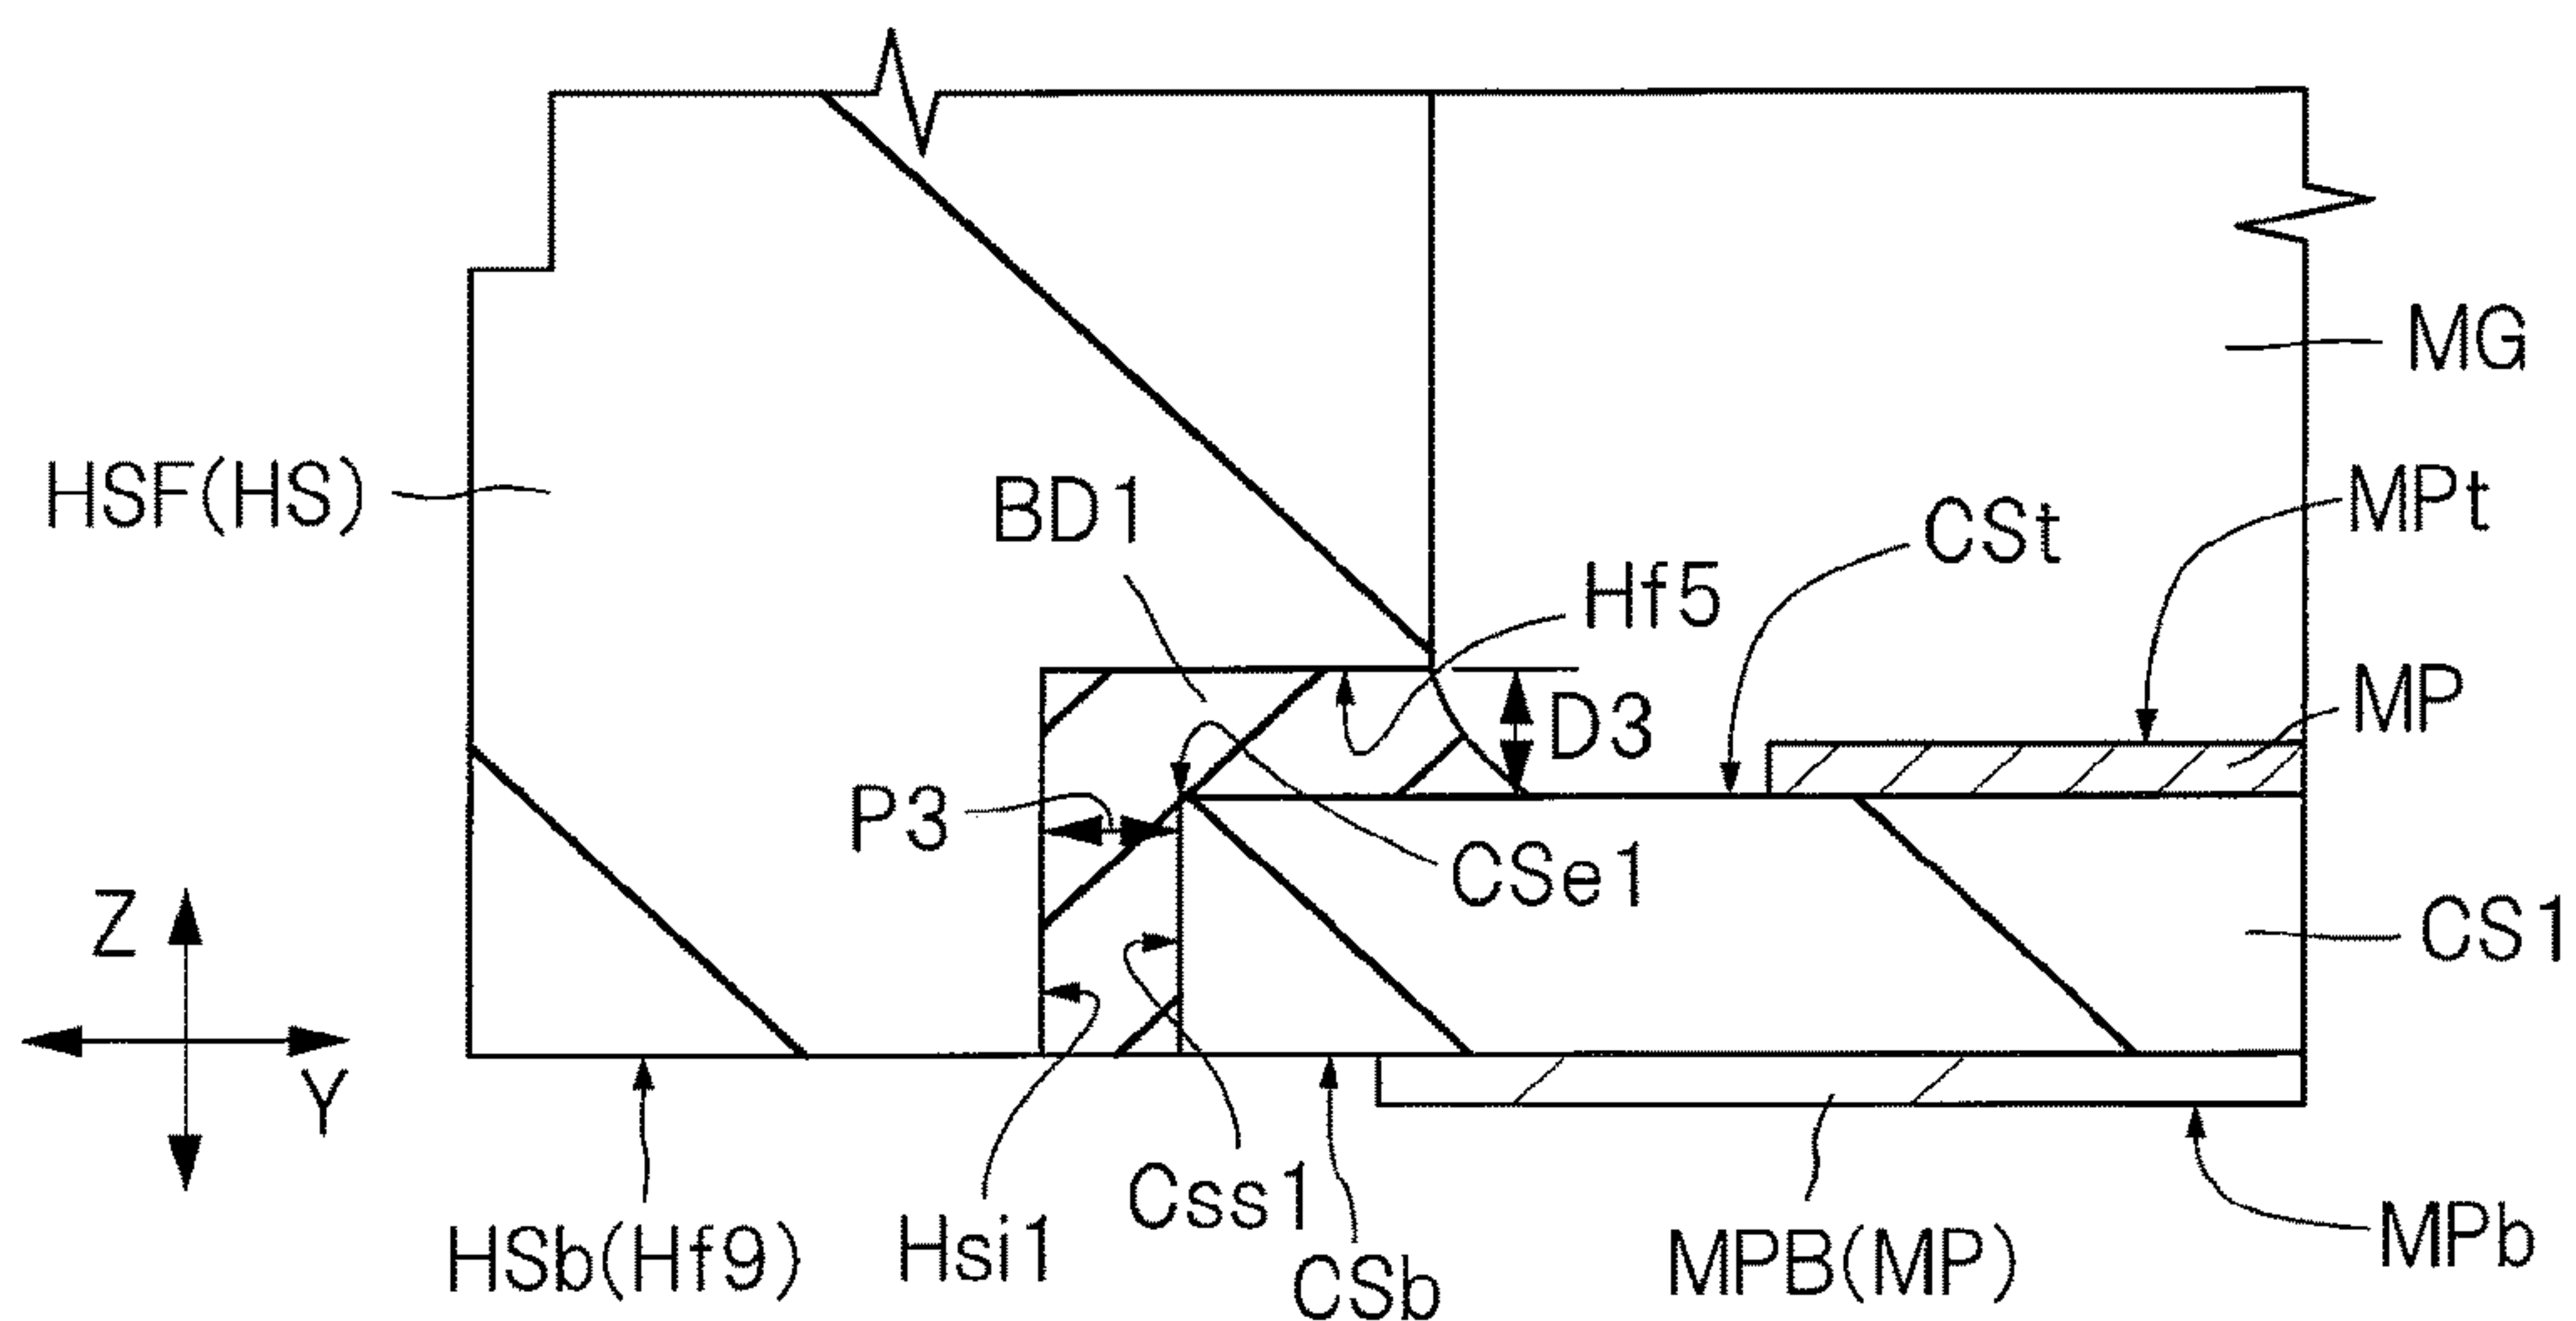 MG
HSF(HS)
BD1
CSt
MPt
Hf5
MP
D3
P3
CSe1
CS1
Z
Y
Css1
Hsi1
HSb(Hf9)
CSb
MPB(MP)
MPb